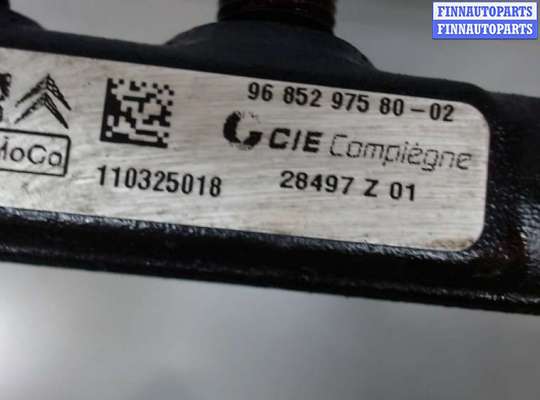 FINNAUTOPARTS
FINNAUTOPARTS
96 852 975 80-02
CIE Compiègne
MoCa
110325018
28497 Z 01